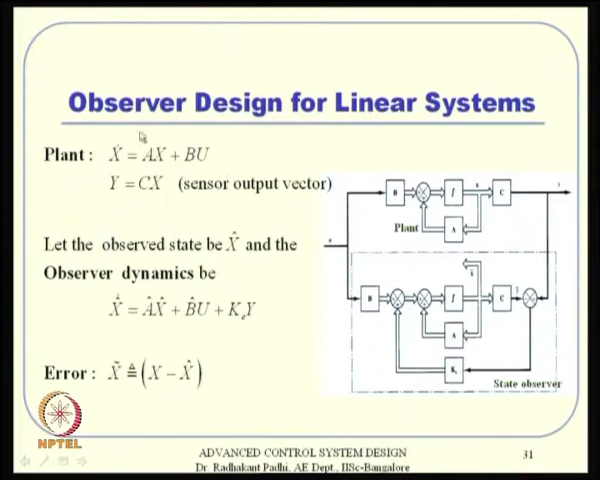 Observer Design for Linear Systems
Plant : Ẋ = AX + BU
Y = CX (sensor output vector)
Let the observed state be X̂ and the
Observer dynamics be
X̂̇ = ÂX̂ + B̂U + KₑY
Error : X̃ ≜ (X − X̂)
B
∫
C
Plant
A
B
∫
C
A
Kₑ
State observer
NPTEL
ADVANCED CONTROL SYSTEM DESIGN
Dr. Radhakant Padhi, AE Dept., IISc-Bangalore
31